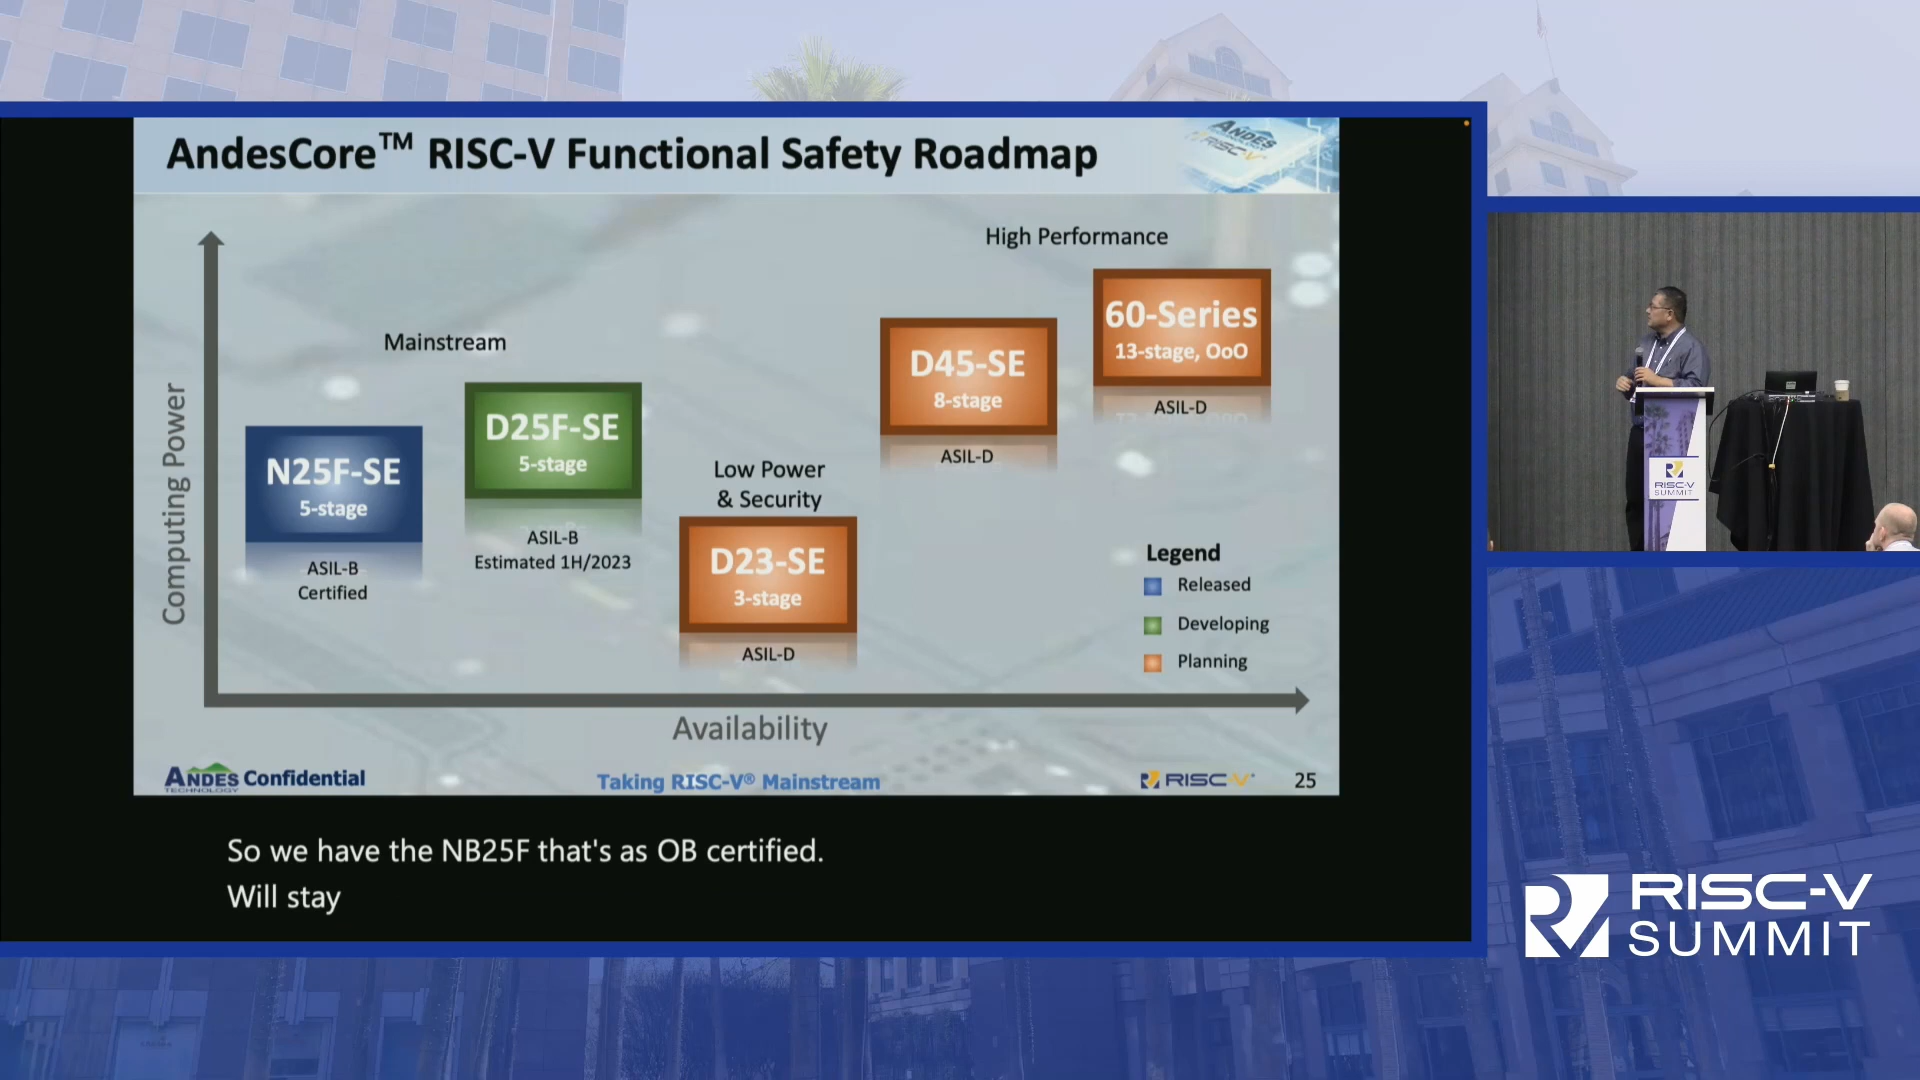 AndesCore™ RISC-V Functional Safety Roadmap
ANDES
RISC-V
High Performance
Mainstream
Low Power
& Security
Computing Power
N25F-SE
5-stage
ASIL-B
Certified
D25F-SE
5-stage
ASIL-B
Estimated 1H/2023
D23-SE
3-stage
ASIL-D
D45-SE
8-stage
ASIL-D
60-Series
13-stage, OoO
ASIL-D
Legend
Released
Developing
Planning
Availability
ANDES Confidential
TECHNOLOGY
Taking RISC-V® Mainstream
RISC-V
25
So we have the NB25F that's as OB certified.
Will stay
RISC-V
SUMMIT
RISC-V
SUMMIT